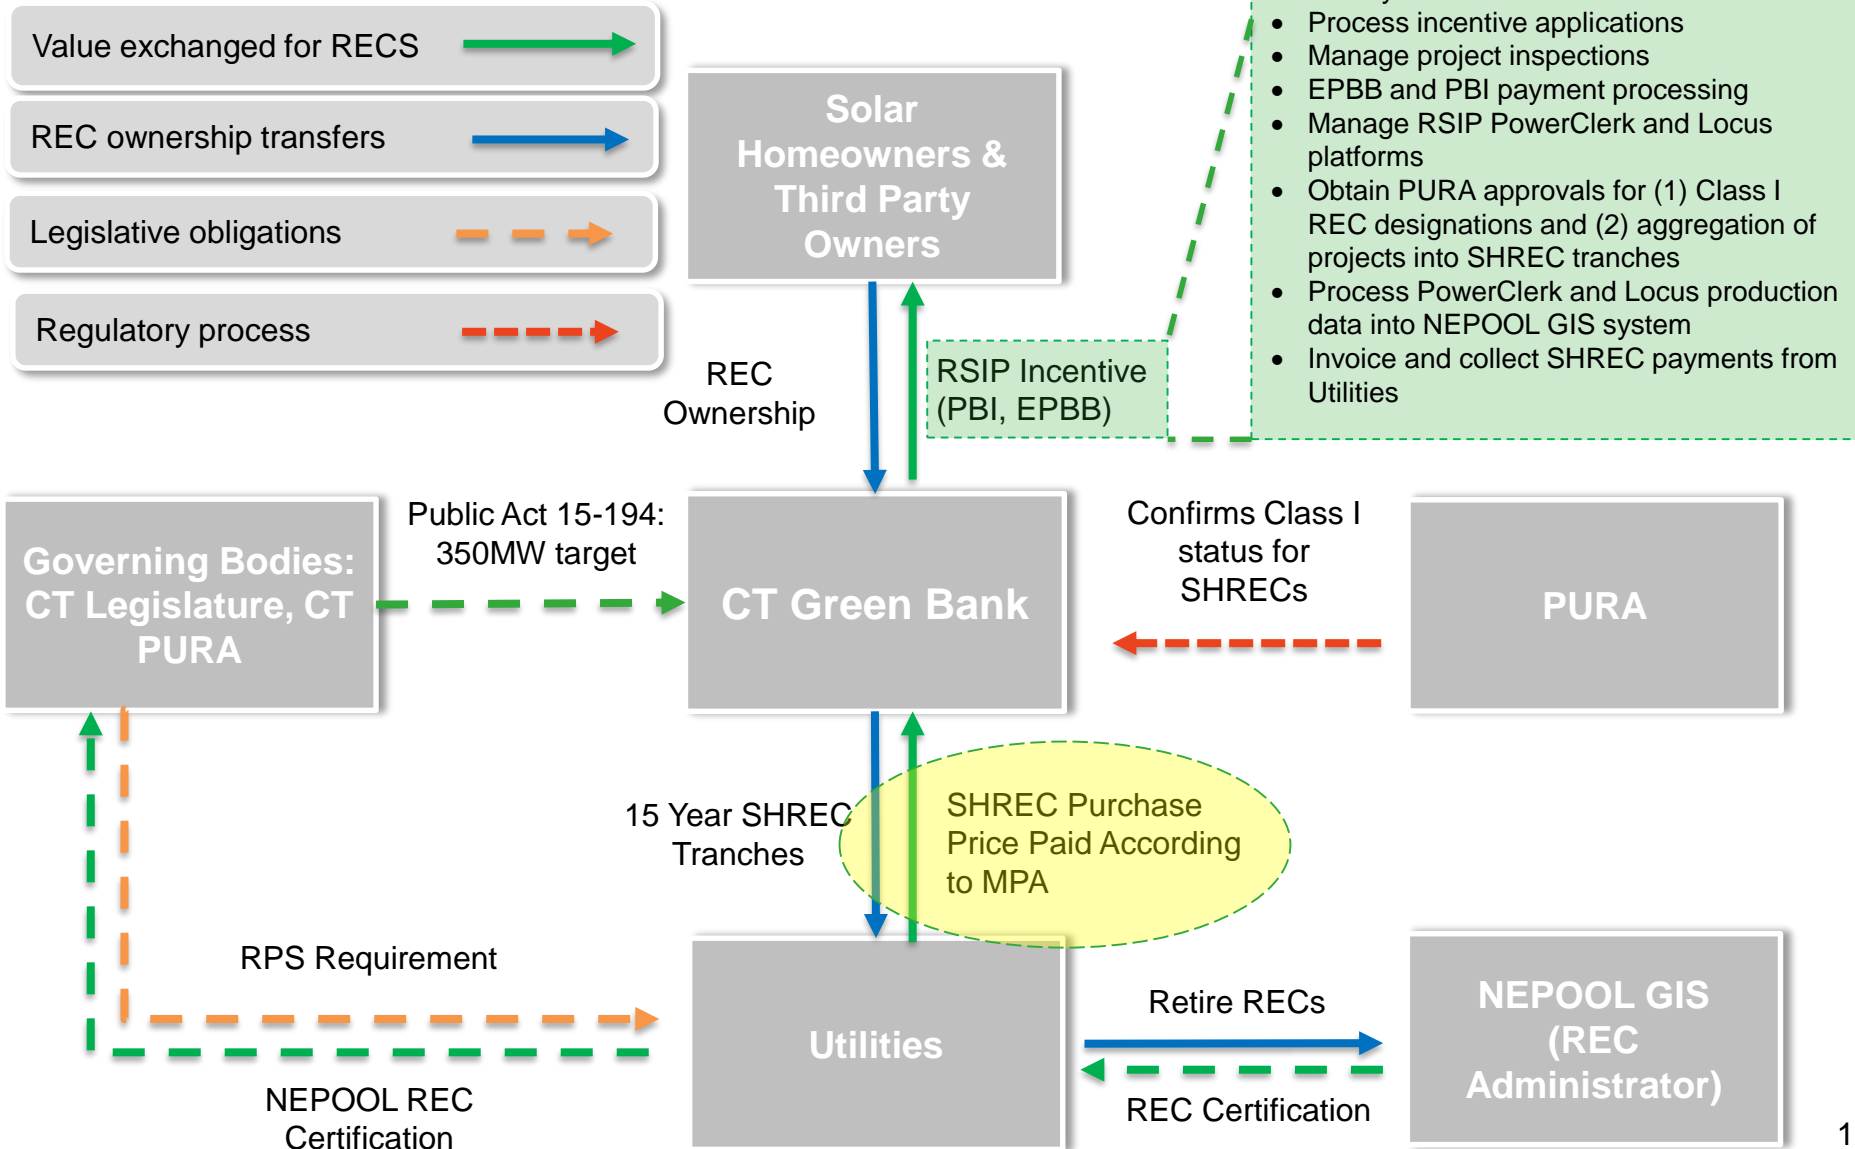 Value exchanged for RECS
REC ownership transfers
Legislative obligations
Regulatory process
Solar
Homeowners &
Third Party
Owners
• Process incentive applications
• Manage project inspections
• EPBB and PBI payment processing
• Manage RSIP PowerClerk and Locus
platforms
• Obtain PURA approvals for (1) Class I
REC designations and (2) aggregation of
projects into SHREC tranches
• Process PowerClerk and Locus production
data into NEPOOL GIS system
• Invoice and collect SHREC payments from
Utilities
REC
Ownership
RSIP Incentive
(PBI, EPBB)
Governing Bodies:
CT Legislature, CT
PURA
Public Act 15-194:
350MW target
CT Green Bank
Confirms Class I
status for
SHRECs
PURA
15 Year SHREC
Tranches
SHREC Purchase
Price Paid According
to MPA
RPS Requirement
NEPOOL REC
Certification
Utilities
Retire RECs
REC Certification
NEPOOL GIS
(REC
Administrator)
1